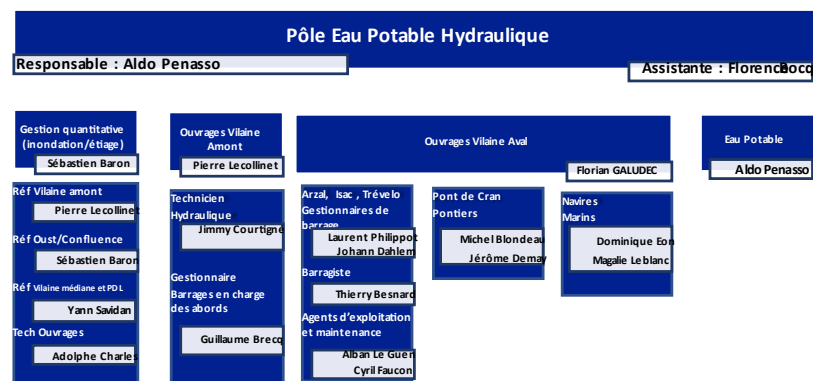 Pôle Eau Potable Hydraulique
Responsable : Aldo Penasso
Assistante : Florence Bocq
Gestion quantitative
(inondation/étiage)
Sébastien Baron
Réf Vilaine amont
Pierre Lecollinet
Réf Oust/Confluence
Sébastien Baron
Réf Vilaine médiane et PDL
Yann Savidan
Tech Ouvrages
Adolphe Charles
Ouvrages Vilaine
Amont
Pierre Lecollinet
Technicien
Hydraulique
Jimmy Courtigné
Gestionnaire
Barrages en charge
des abords
Guillaume Brecq
Ouvrages Vilaine Aval
Florian GALUDEC
Arzal, Isac , Trévelo
Gestionnaires de
barrage
Laurent Philippot
Johann Dahlem
Barragiste
Thierry Besnard
Agents d’exploitation
et maintenance
Alban Le Guen
Cyril Faucon
Pont de Cran
Pontiers
Michel Blondeau
Jérôme Demay
Navires
Marins
Dominique Eon
Magalie Leblanc
Eau Potable
Aldo Penasso